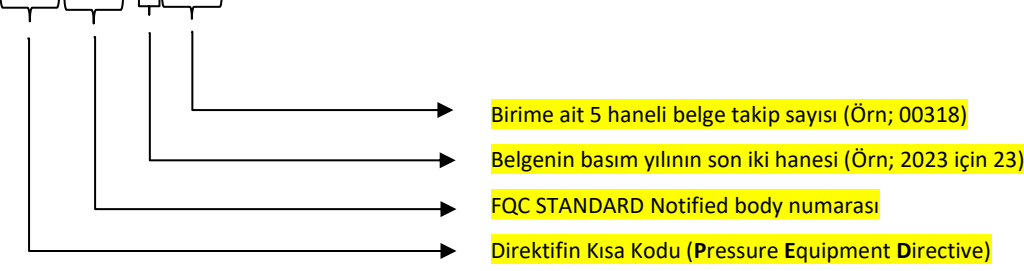 Birime ait 5 haneli belge takip sayısı (Örn; 00318)
Belgenin basım yılının son iki hanesi (Örn; 2023 için 23)
FQC STANDARD Notified body numarası
Direktifin Kısa Kodu (Pressure Equipment Directive)